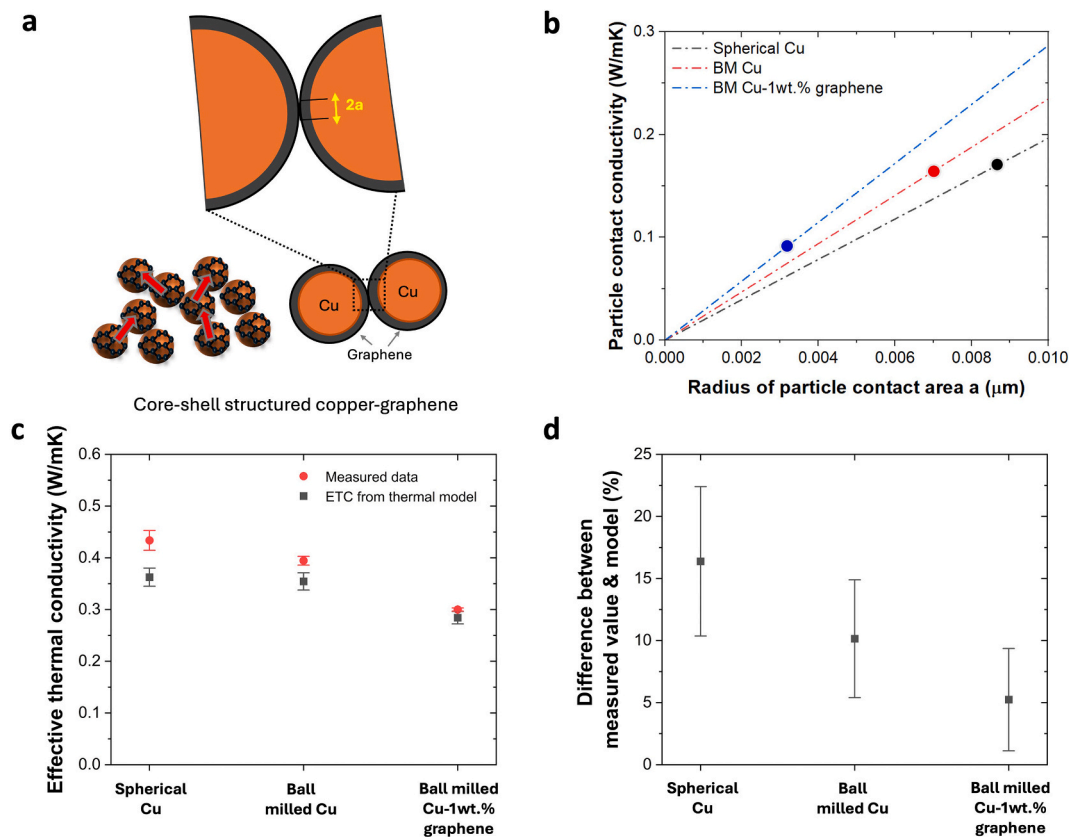 a
2a
Cu
Cu
Graphene
Core-shell structured copper-graphene
b
Particle contact conductivity (W/mK)
0.3
0.2
0.1
0.0
Spherical Cu
BM Cu
BM Cu-1wt.% graphene
0.000
0.002
0.004
0.006
0.008
0.010
Radius of particle contact area a (μm)
c
Effective thermal conductivity (W/mK)
0.6
0.5
0.4
0.3
0.2
0.1
0.0
Measured data
ETC from thermal model
Spherical
Cu
Ball
milled Cu
Ball milled
Cu-1wt.%
graphene
d
Difference between
measured value & model (%)
25
20
15
10
5
0
Spherical
Cu
Ball
milled Cu
Ball milled
Cu-1wt.%
graphene